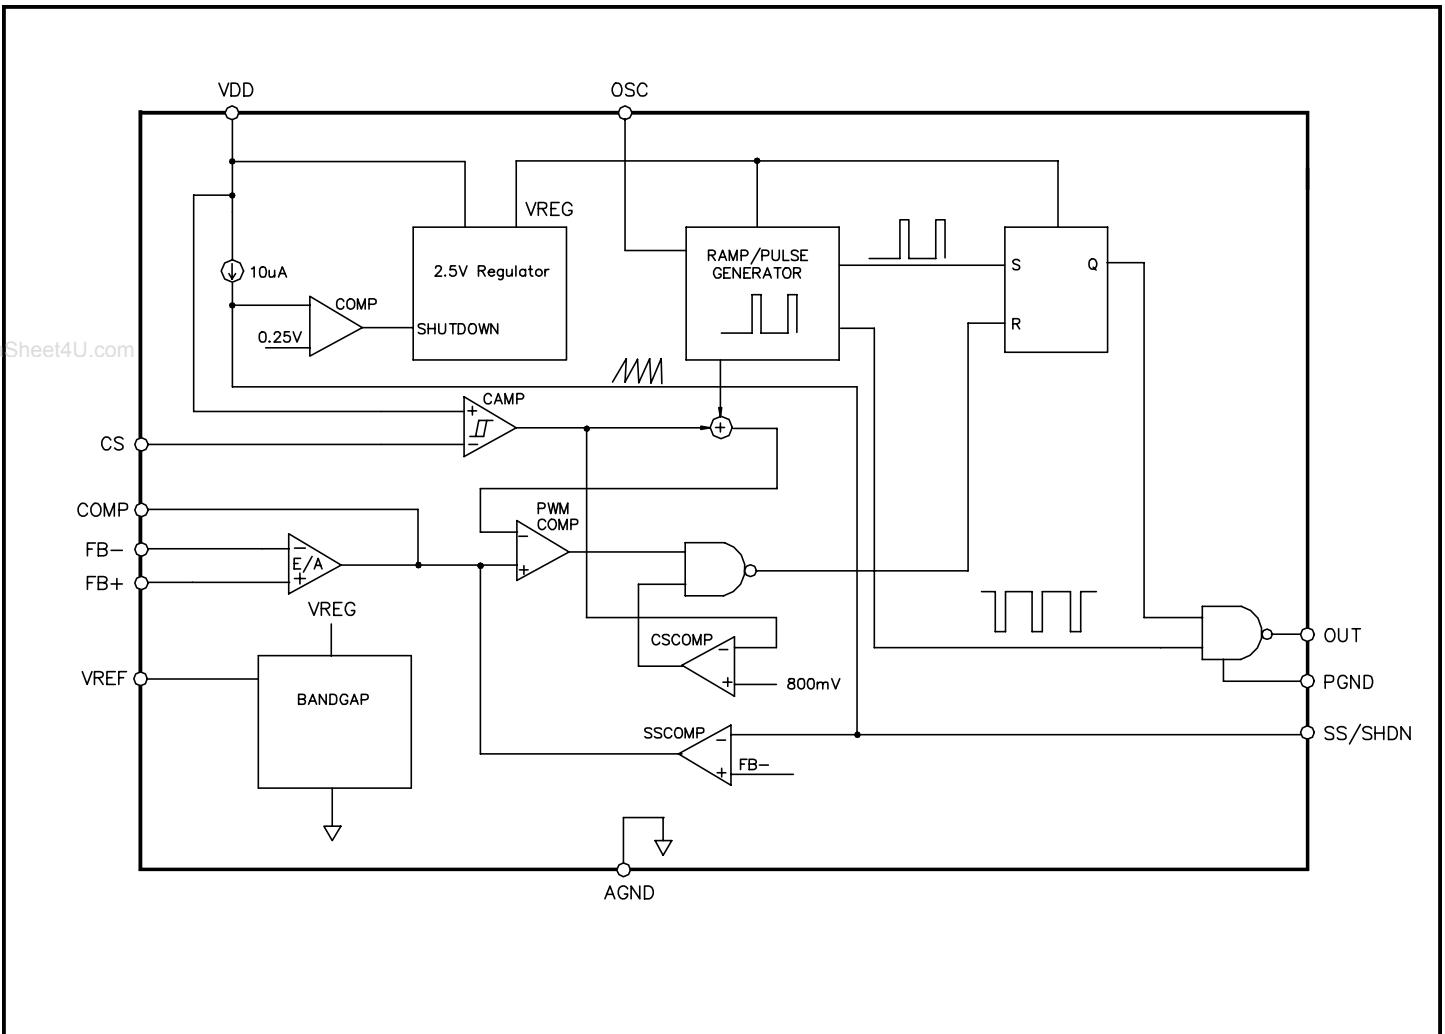 VDD
OSC
VREG
RAMP/PULSE
GENERATOR
2.5V Regulator
S
Q
10uA
COMP
0.25V
SHUTDOWN
R
Sheet4U.com
CAMP
+
−
+
CS
COMP
PWM
COMP
−
+
FB−
E/A
−
+
FB+
VREG
CSCOMP
−
+
800mV
OUT
VREF
BANDGAP
PGND
SSCOMP
−
+
FB−
SS/SHDN
AGND